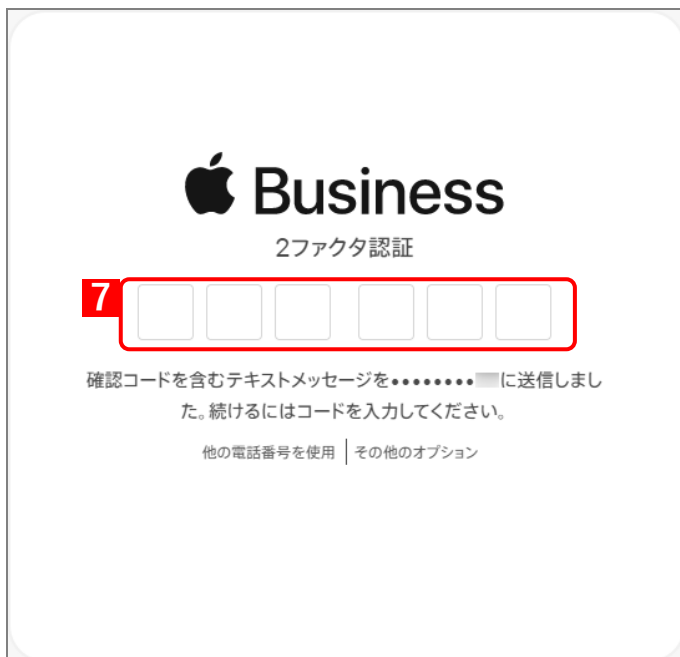 Business
2ファクタ認証
7
確認コードを含むテキストメッセージを••••••••に送信しまし
た。続けるにはコードを入力してください。
他の電話番号を使用 | その他のオプション